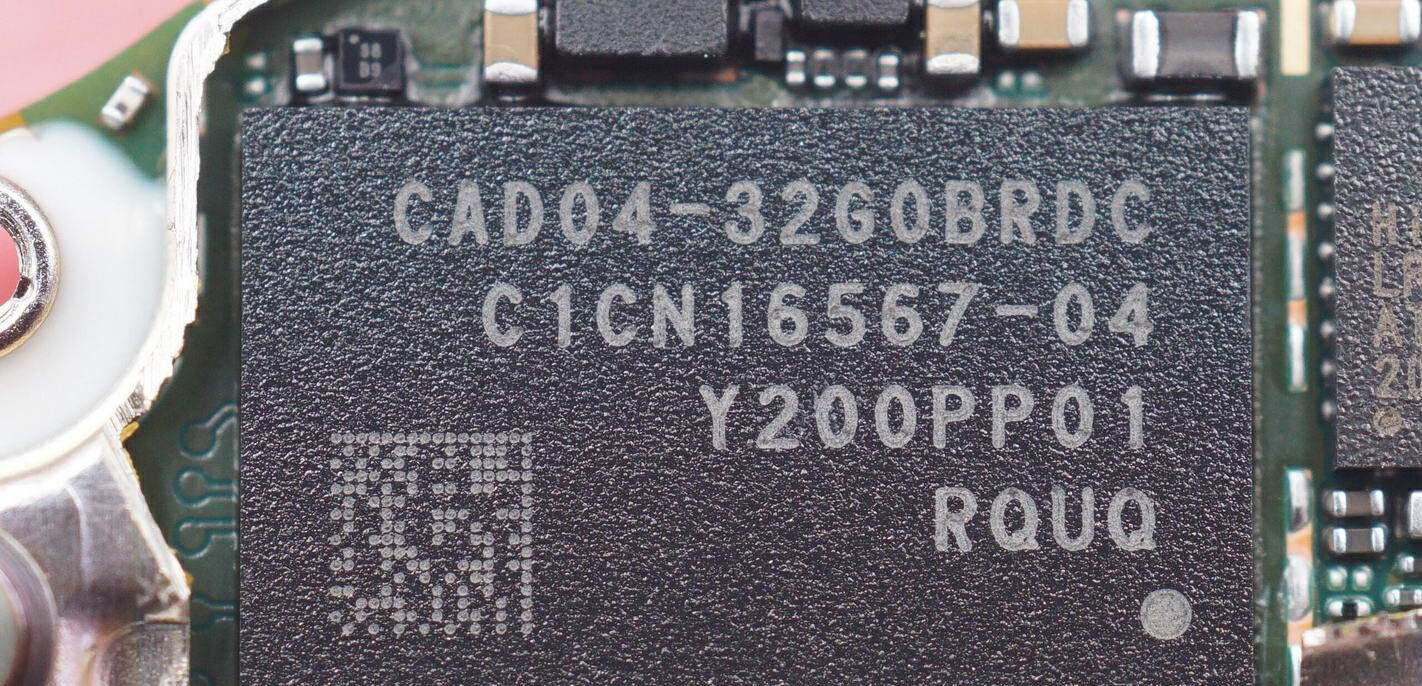 CAD04-32G0BRDC
C1CN16567-04
Y200PP01
RQUQ